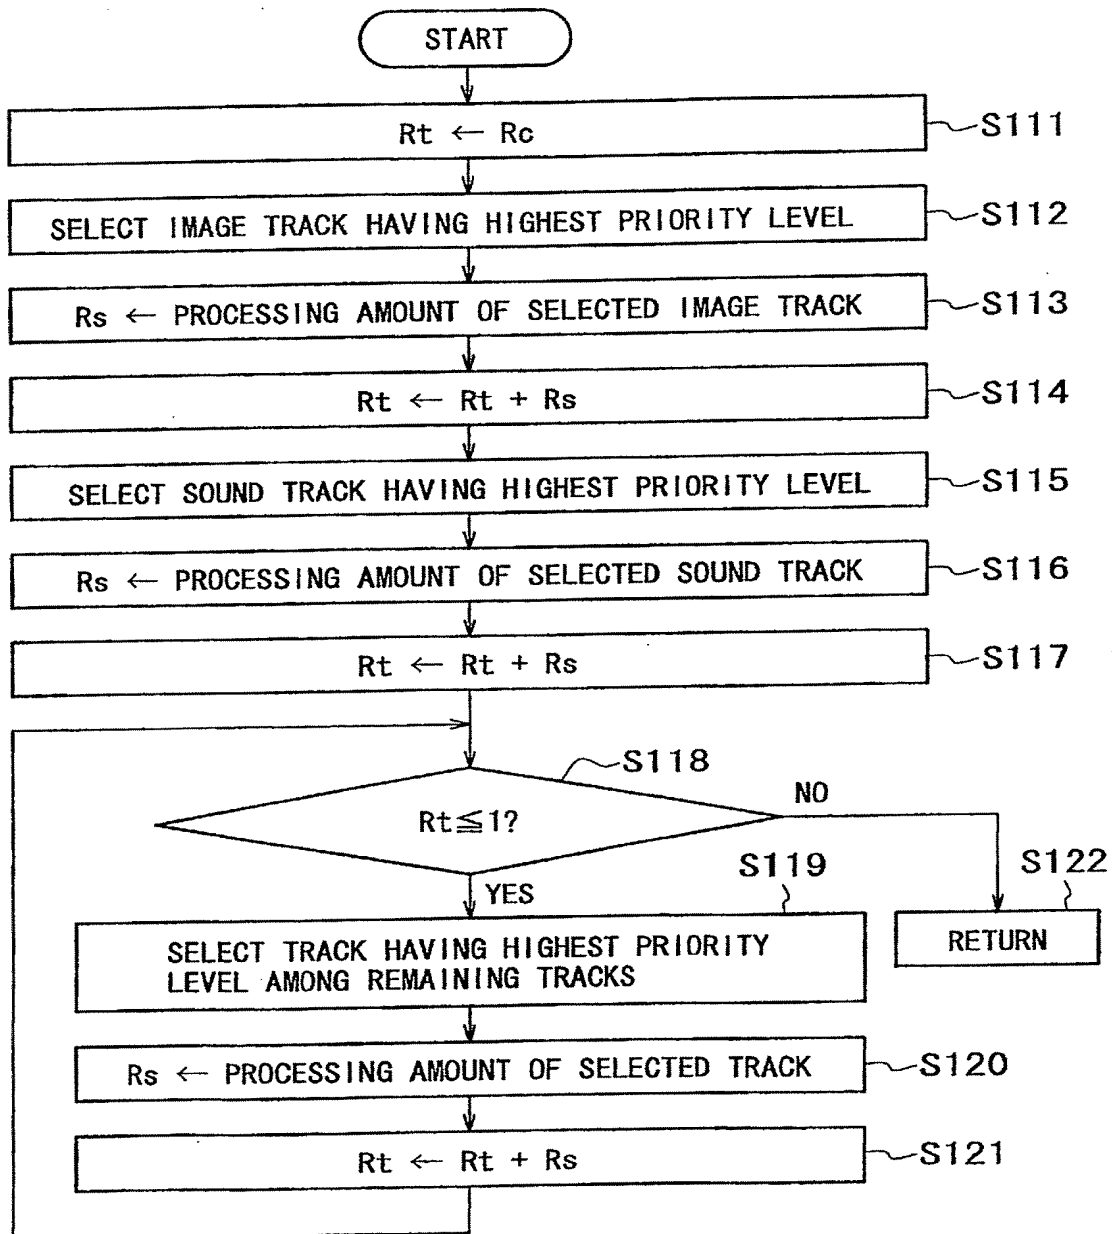 START
Rt ← Rc
S111
SELECT IMAGE TRACK HAVING HIGHEST PRIORITY LEVEL
S112
Rs ← PROCESSING AMOUNT OF SELECTED IMAGE TRACK
S113
Rt ← Rt + Rs
S114
SELECT SOUND TRACK HAVING HIGHEST PRIORITY LEVEL
S115
Rs ← PROCESSING AMOUNT OF SELECTED SOUND TRACK
S116
Rt ← Rt + Rs
S117
S118
Rt≦1?
NO
YES
S119
S122
SELECT TRACK HAVING HIGHEST PRIORITY
LEVEL AMONG REMAINING TRACKS
RETURN
Rs ← PROCESSING AMOUNT OF SELECTED TRACK
S120
Rt ← Rt + Rs
S121